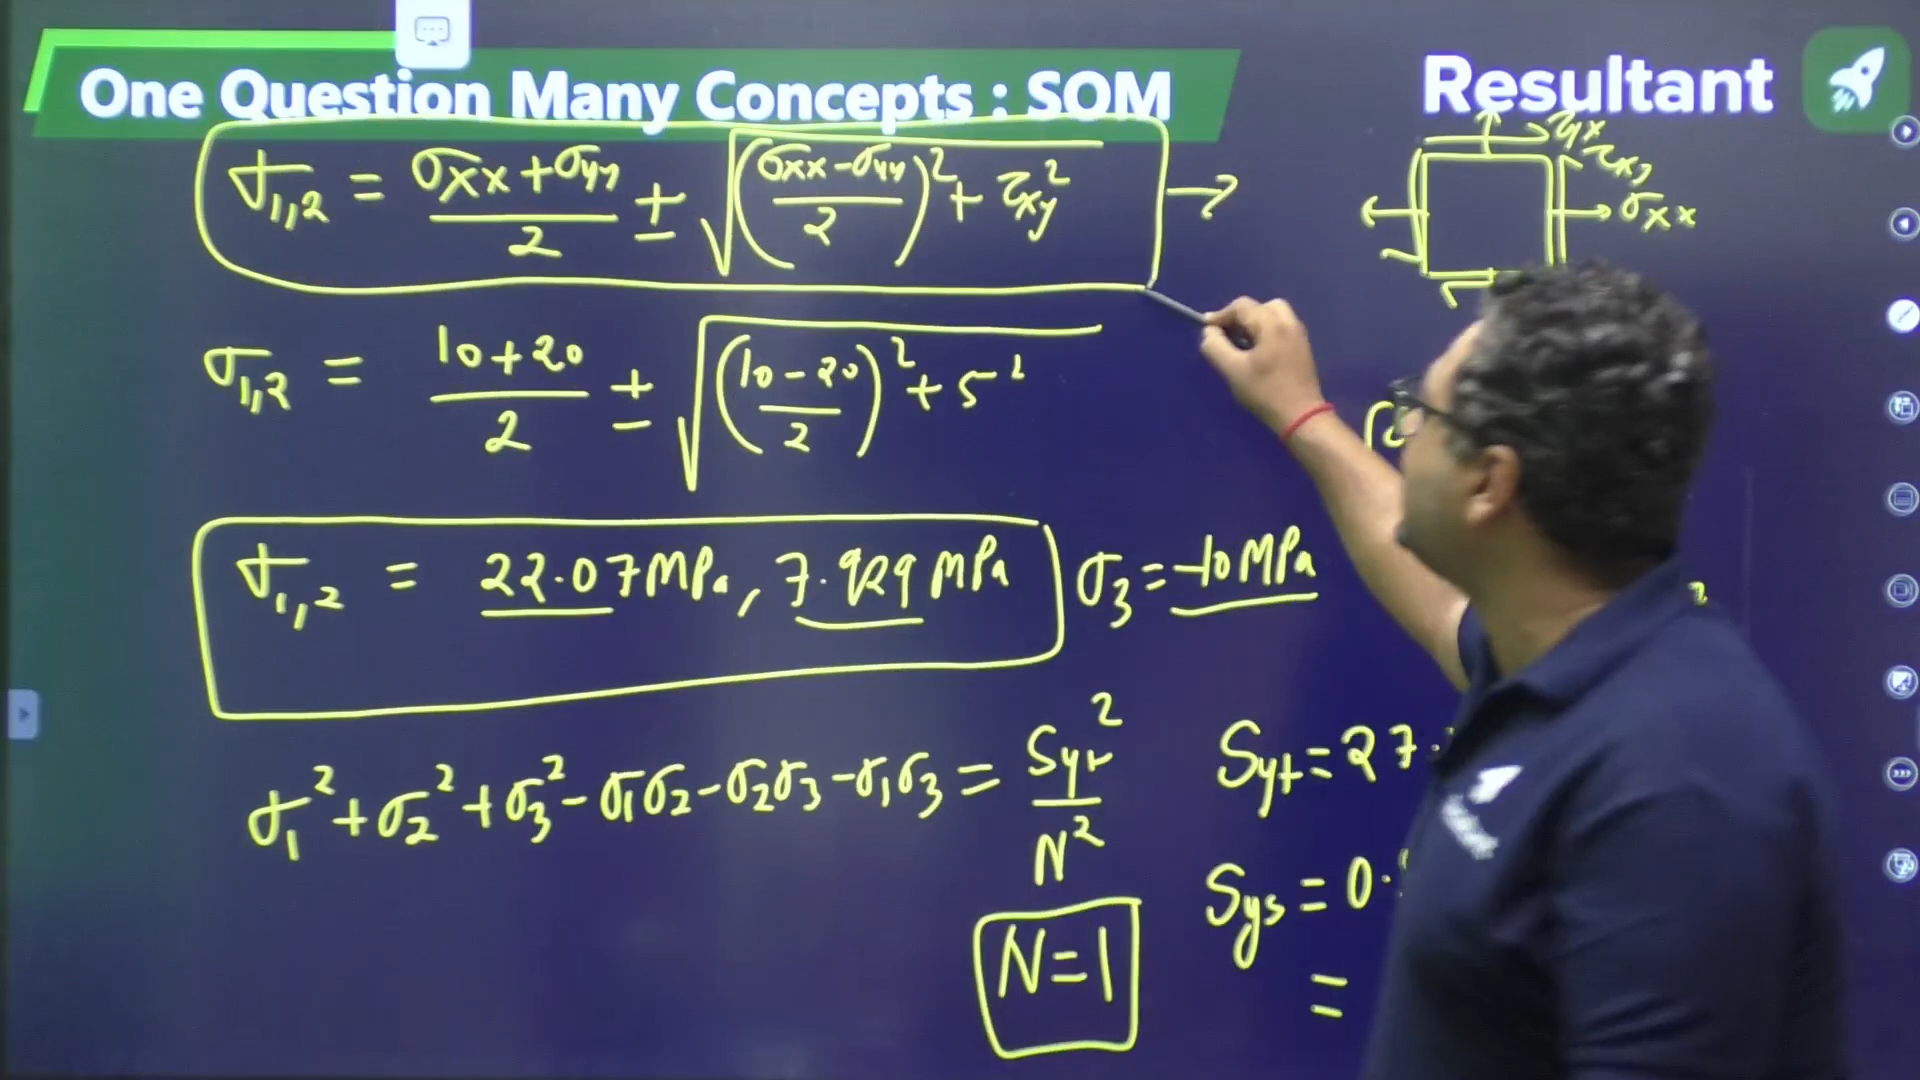 One Question Many Concepts : SOM
Resultant
σ1,2 = (σxx + σyy)/2 ± √(((σxx - σyy)/2)² + τxy²) →
τyx
τxy
σxx
σ1,2 = (10 + 20)/2 ± √(((10 - 20)/2)² + 5²)
σ1,2 = 22.07 MPa, 7.929 MPa σ3 = -10 MPa
2
σ1² + σ2² + σ3² - σ1σ2 - σ2σ3 - σ1σ3 = Syt²/N²
Syt = 27.
N = 1
Sys = 0.
=